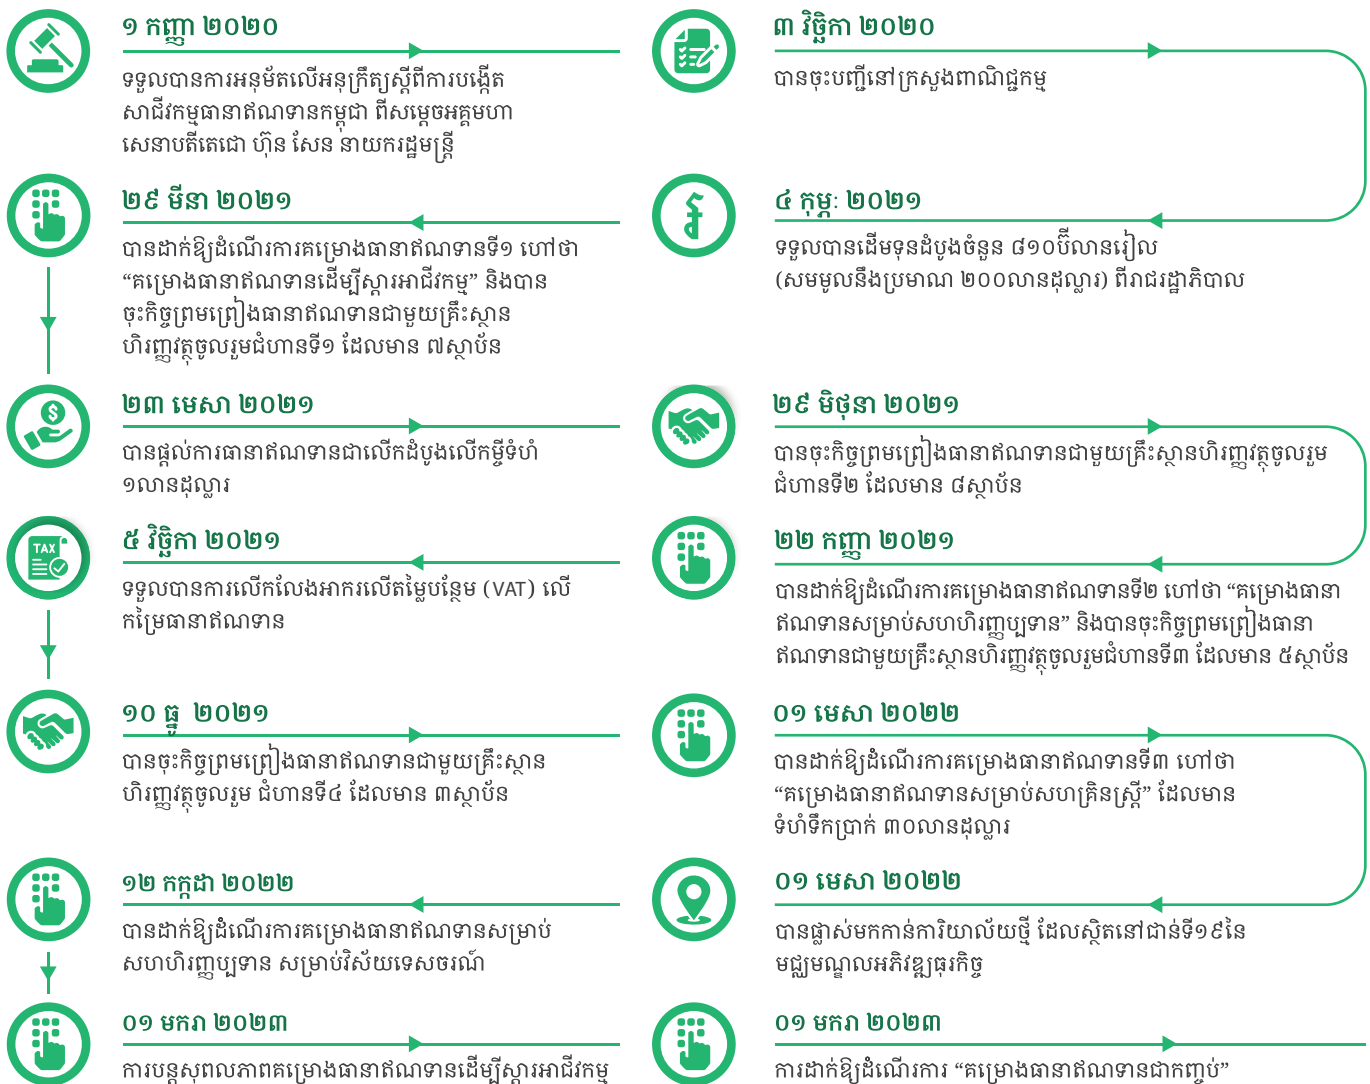 ១ កញ្ញា ២០២០
ទទួលបានការអនុម័តលើអនុក្រឹត្យស្តីពីការបង្កើត
សាជីវកម្មធានាឥណទានកម្ពុជា ពីសម្តេចអគ្គមហា
សេនាបតីតេជោ ហ៊ុន សែន នាយករដ្ឋមន្ត្រី
៣ វិច្ឆិកា ២០២០
បានចុះបញ្ជីនៅក្រសួងពាណិជ្ជកម្ម
៤ កុម្ភៈ ២០២១
ទទួលបានដើមទុនដំបូងចំនួន ៨១០ប៊ីលានរៀល
(សមមូលនឹងប្រមាណ ២០០លានដុល្លារ) ពីរាជរដ្ឋាភិបាល
២៩ មីនា ២០២១
បានដាក់ឱ្យដំណើរការគម្រោងធានាឥណទានទី១ ហៅថា
“គម្រោងធានាឥណទានដើម្បីស្តារអាជីវកម្ម” និងបាន
ចុះកិច្ចព្រមព្រៀងធានាឥណទានជាមួយគ្រឹះស្ថាន
ហិរញ្ញវត្ថុចូលរួមជំហានទី១ ដែលមាន ៧ស្ថាប័ន
២៣ មេសា ២០២១
បានផ្តល់ការធានាឥណទានជាលើកដំបូងលើកម្ចីទំហំ
១លានដុល្លារ
២៩ មិថុនា ២០២១
បានចុះកិច្ចព្រមព្រៀងធានាឥណទានជាមួយគ្រឹះស្ថានហិរញ្ញវត្ថុចូលរួម
ជំហានទី២ ដែលមាន ៨ស្ថាប័ន
២២ កញ្ញា ២០២១
បានដាក់ឱ្យដំណើរការគម្រោងធានាឥណទានទី២ ហៅថា “គម្រោងធានា
ឥណទានសម្រាប់សហហិរញ្ញប្បទាន” និងបានចុះកិច្ចព្រមព្រៀងធានា
ឥណទានជាមួយគ្រឹះស្ថានហិរញ្ញវត្ថុចូលរួមជំហានទី៣ ដែលមាន ៥ស្ថាប័ន
TAX
៥ វិច្ឆិកា ២០២១
ទទួលបានការលើកលែងអាករលើតម្លៃបន្ថែម (VAT) លើ
កម្រៃធានាឥណទាន
១០ ធ្នូ ២០២១
បានចុះកិច្ចព្រមព្រៀងធានាឥណទានជាមួយគ្រឹះស្ថាន
ហិរញ្ញវត្ថុចូលរួម ជំហានទី៤ ដែលមាន ៣ស្ថាប័ន
០១ មេសា ២០២២
បានដាក់ឱ្យដំណើរការគម្រោងធានាឥណទានទី៣ ហៅថា
“គម្រោងធានាឥណទានសម្រាប់សហគ្រិនស្ត្រី” ដែលមាន
ទំហំទឹកប្រាក់ ៣០លានដុល្លារ
០១ មេសា ២០២២
បានផ្លាស់មកកាន់ការិយាល័យថ្មី ដែលស្ថិតនៅជាន់ទី១៩នៃ
មជ្ឈមណ្ឌលអភិវឌ្ឍធុរកិច្ច
១២ កក្កដា ២០២២
បានដាក់ឱ្យដំណើរការគម្រោងធានាឥណទានសម្រាប់
សហហិរញ្ញប្បទាន សម្រាប់វិស័យទេសចរណ៍
០១ មករា ២០២៣
ការបន្តសុពលភាពគម្រោងធានាឥណទានដើម្បីស្តារអាជីវកម្ម
០១ មករា ២០២៣
ការដាក់ឱ្យដំណើរការ “គម្រោងធានាឥណទានជាកញ្ចប់”